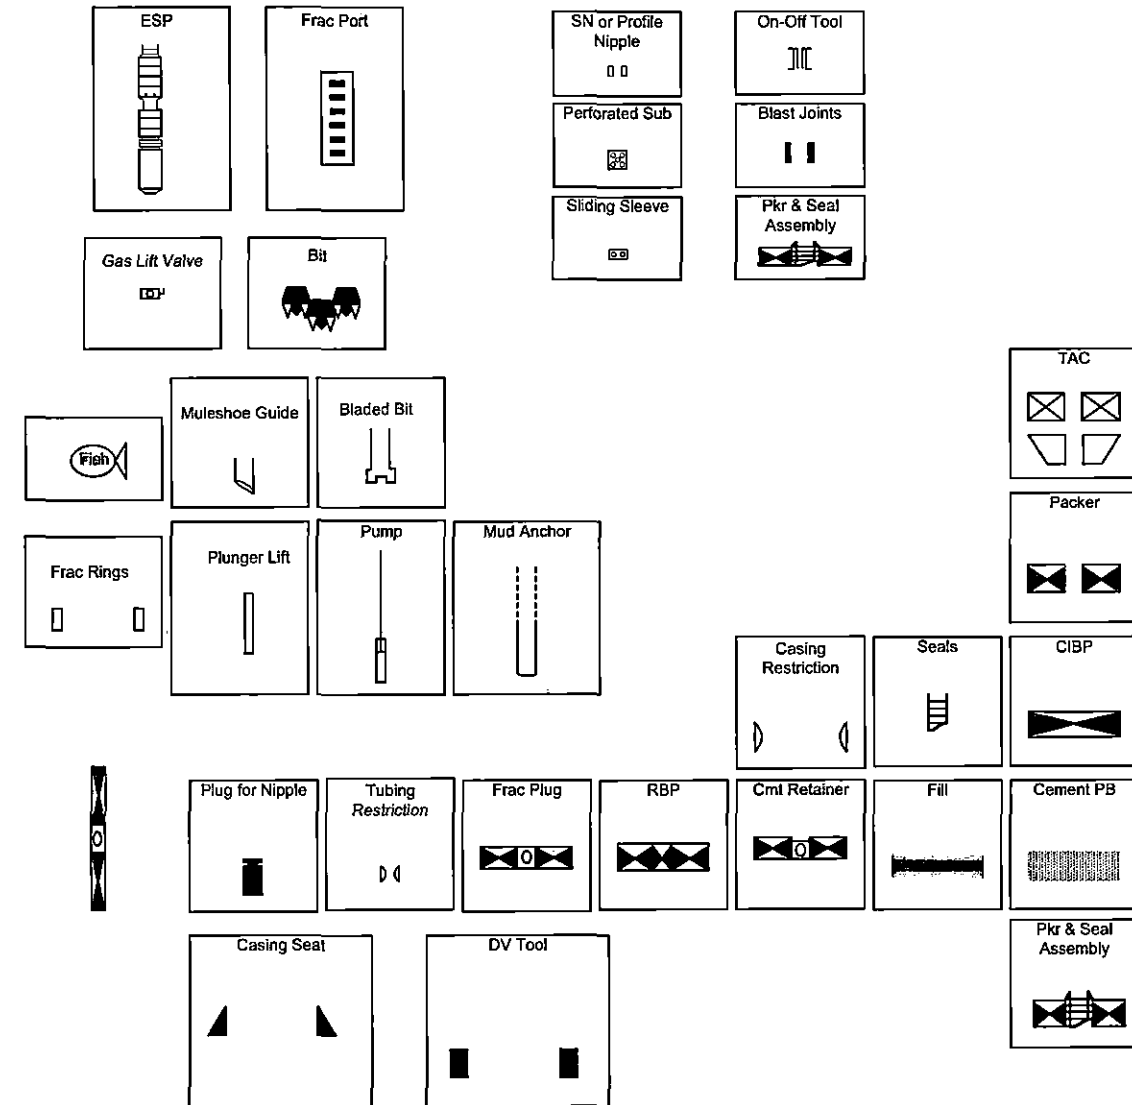 ESP
Frac Port
SN or Profile
Nipple
On-Off Tool
Perforated Sub
Blast Joints
Sliding Sleeve
Pkr & Seal
Assembly
Gas Lift Valve
Bit
TAC
Muleshoe Guide
Bladed Bit
Fish
Packer
Frac Rings
Plunger Lift
Pump
Mud Anchor
Casing
Restriction
Seals
CIBP
Plug for Nipple
Tubing
Restriction
Frac Plug
RBP
Cmt Retainer
Fill
Cement PB
Casing Seat
DV Tool
Pkr & Seal
Assembly